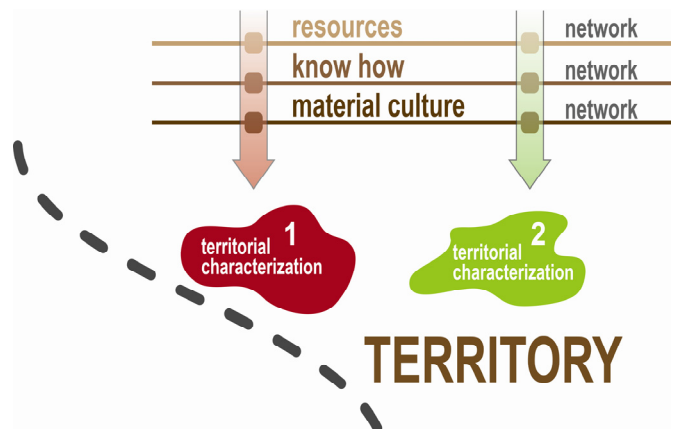 resources network
know how network
material culture network
1
territorial
characterization
2
territorial
characterization
TERRITORY